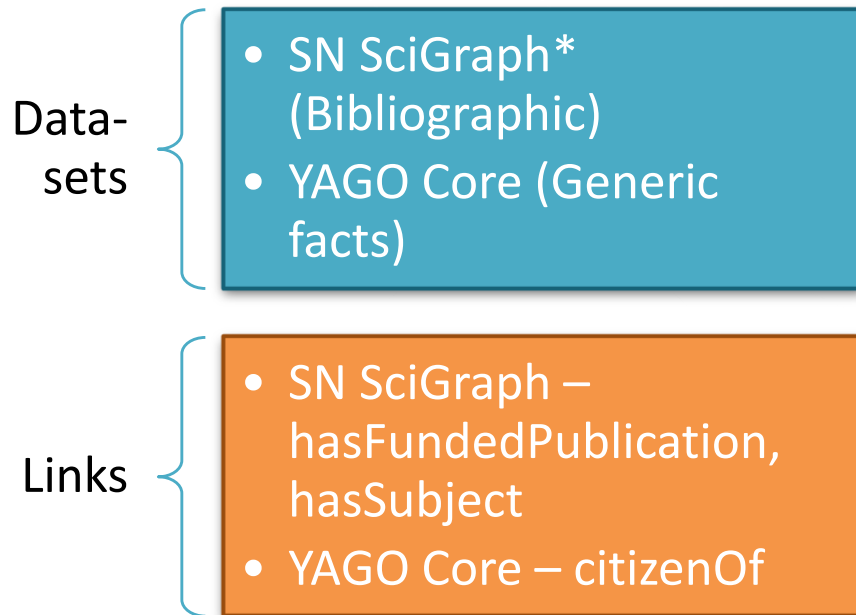 Data-
sets
• SN SciGraph*
(Bibliographic)
• YAGO Core (Generic
facts)
Links
• SN SciGraph –
hasFundedPublication,
hasSubject
• YAGO Core – citizenOf